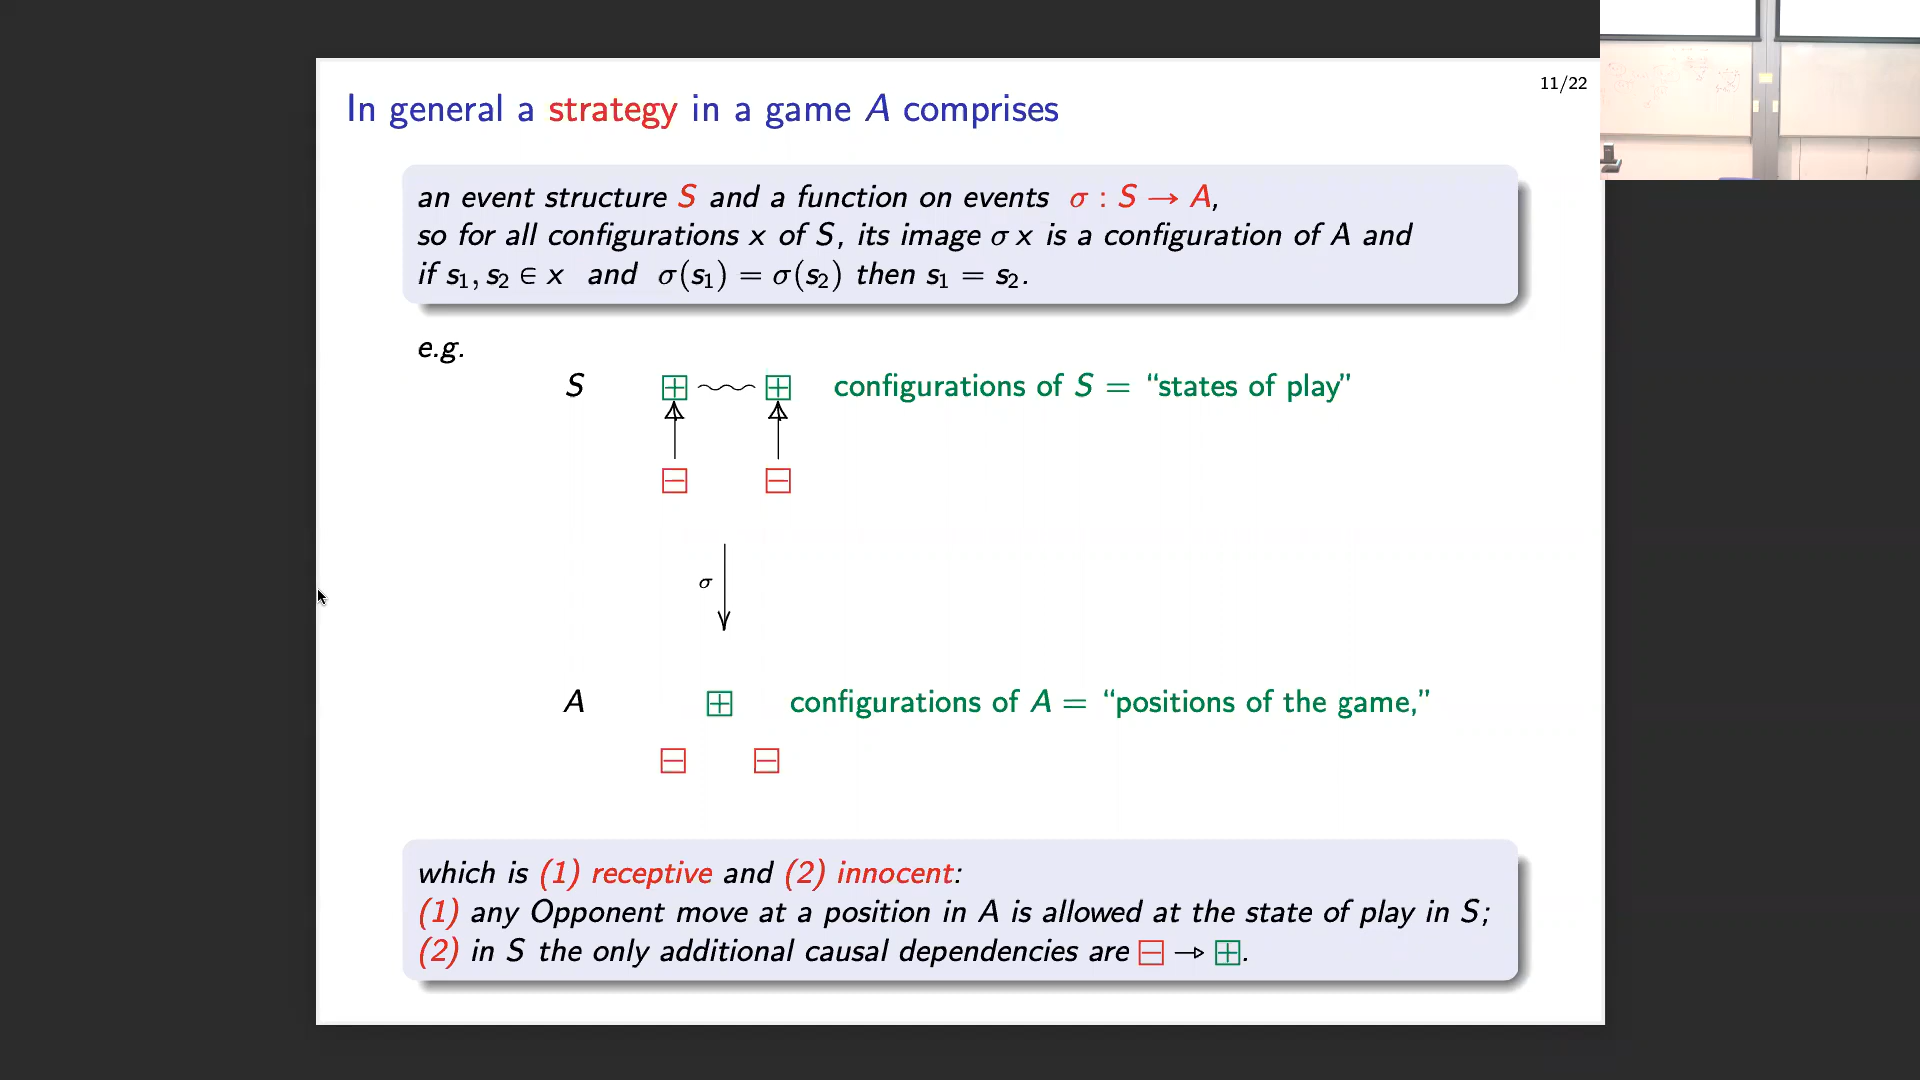 11/22
In general a strategy in a game A comprises
an event structure S and a function on events σ : S → A,
so for all configurations x of S, its image σ x is a configuration of A and
if s₁, s₂ ∈ x and σ(s₁) = σ(s₂) then s₁ = s₂.
e.g.
S ⊞ ⊞ configurations of S = “states of play”
⊟ ⊟
σ
A ⊞ configurations of A = “positions of the game,”
⊟ ⊟
which is (1) receptive and (2) innocent:
(1) any Opponent move at a position in A is allowed at the state of play in S;
(2) in S the only additional causal dependencies are ⊟ → ⊞.